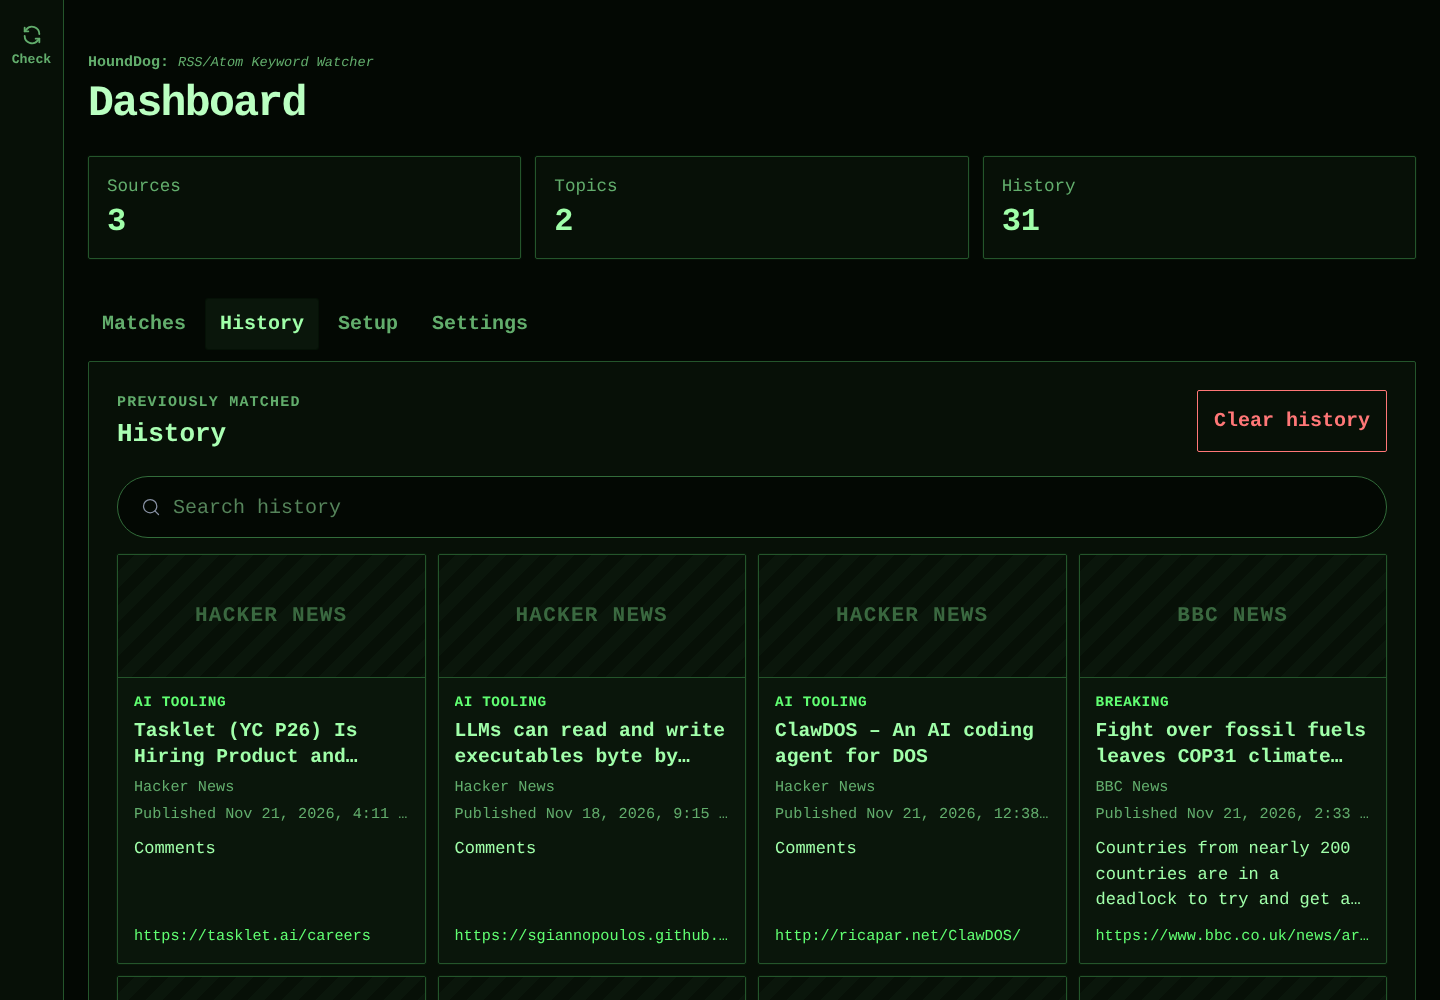 Check
HoundDog: RSS/Atom Keyword Watcher
Dashboard
Sources
3
Topics
2
History
31
Matches
History
Setup
Settings
PREVIOUSLY MATCHED
History
Clear history
Search history
HACKER NEWS
AI TOOLING
Tasklet (YC P26) Is
Hiring Product and…
Hacker News
Published Nov 21, 2026, 4:11 …
Comments
https://tasklet.ai/careers
HACKER NEWS
AI TOOLING
LLMs can read and write
executables byte by…
Hacker News
Published Nov 18, 2026, 9:15 …
Comments
https://sgiannopoulos.github.…
HACKER NEWS
AI TOOLING
ClawDOS – An AI coding
agent for DOS
Hacker News
Published Nov 21, 2026, 12:38…
Comments
http://ricapar.net/ClawDOS/
BBC NEWS
BREAKING
Fight over fossil fuels
leaves COP31 climate…
BBC News
Published Nov 21, 2026, 2:33 …
Countries from nearly 200
countries are in a
deadlock to try and get a…
https://www.bbc.co.uk/news/ar…